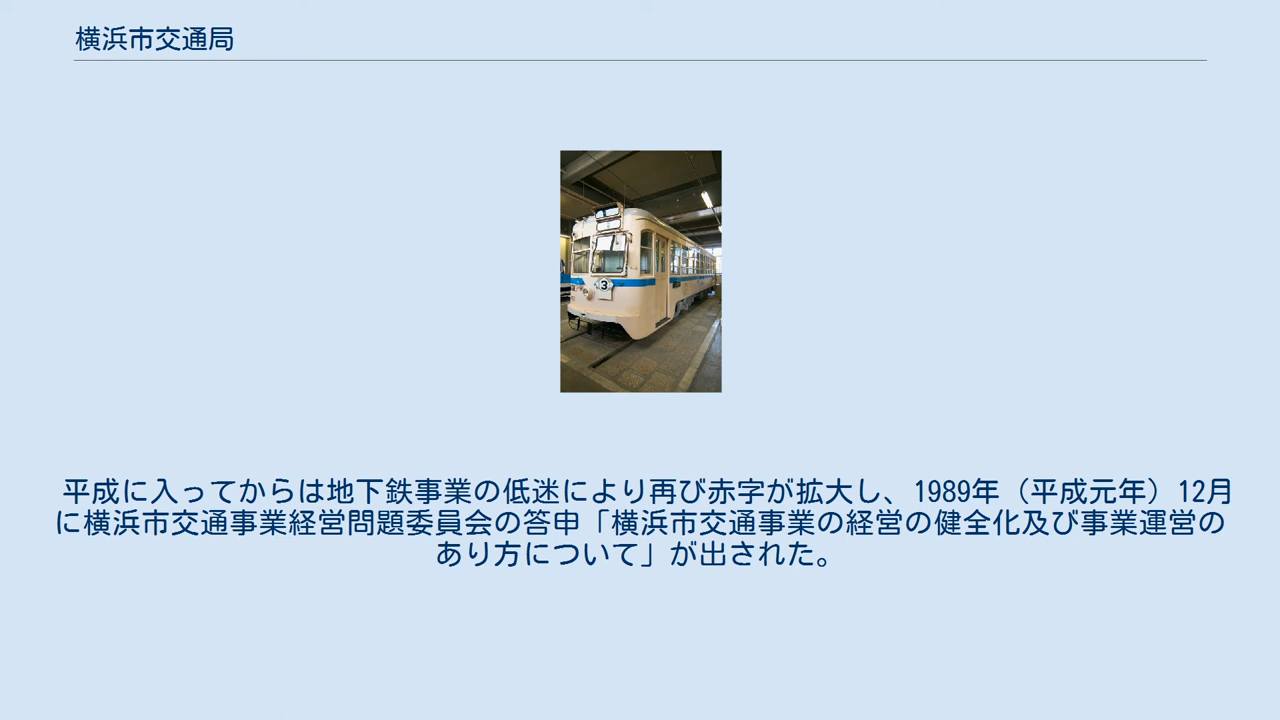 横浜市交通局
3
平成に入ってからは地下鉄事業の低迷により再び赤字が拡大し、1989年（平成元年）12月
に横浜市交通事業経営問題委員会の答申「横浜市交通事業の経営の健全化及び事業運営の
あり方について」が出された。